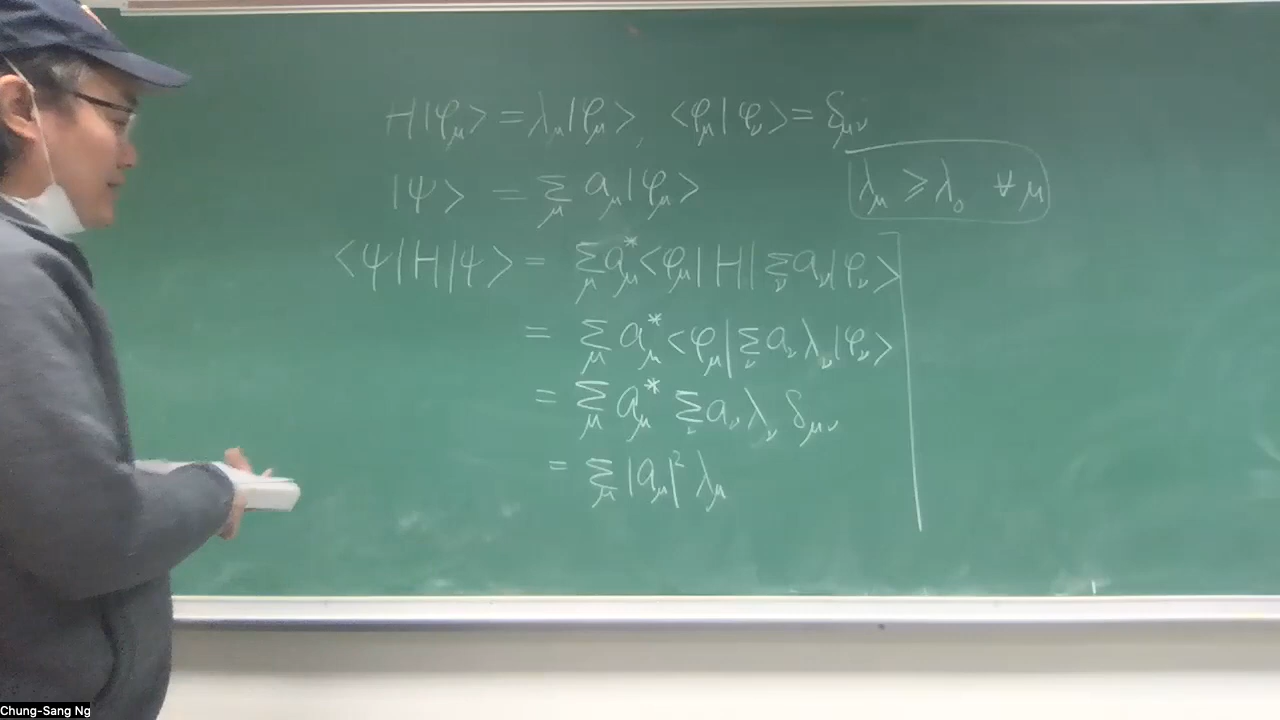 H|φ_μ> = λ_μ|φ_μ>, <φ_μ|φ_ν> = δ_μν
|ψ> = Σ_μ a_μ|φ_μ>
λ_μ ≥ λ_0 ∀ μ
<ψ|H|ψ> = Σ_μ a_μ^* <φ_μ|H| Σ_ν a_ν|φ_ν>
= Σ_μ a_μ^* <φ_μ| Σ_ν a_ν λ_ν|φ_ν>
= Σ_μ a_μ^* Σ_ν a_ν λ_ν δ_μν
= Σ_μ |a_μ|² λ_μ
Chung-Sang Ng